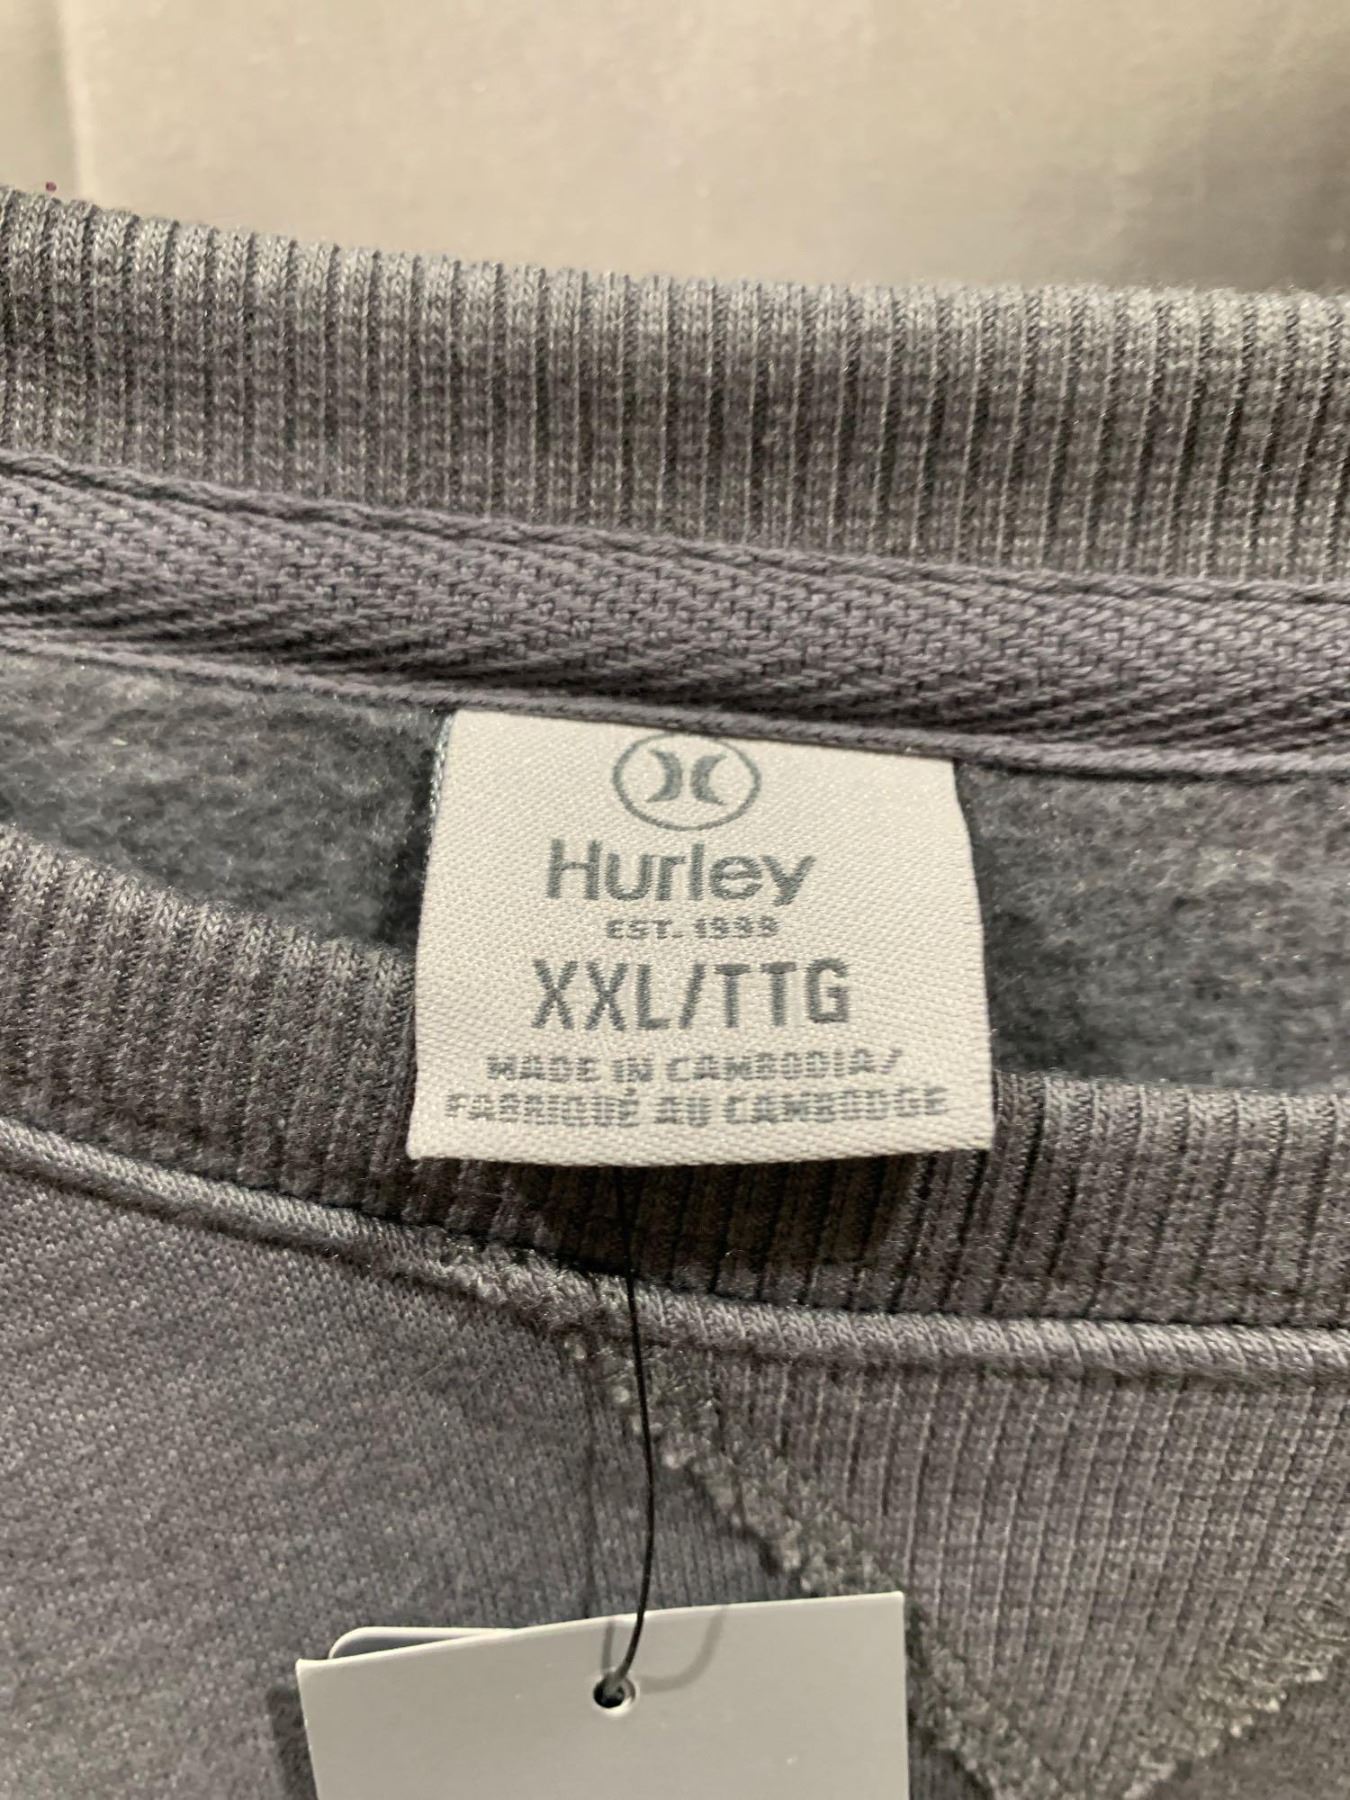 Hurley
EST. 1999
XXL/TTG
MADE IN CAMBODIA/
FABRIQUÉ AU CAMBODGE